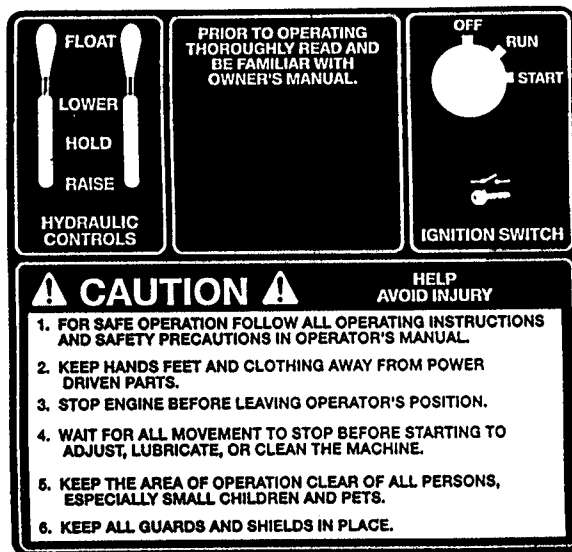 FLOAT
LOWER
HOLD
RAISE
HYDRAULIC
CONTROLS
PRIOR TO OPERATING
THOROUGHLY READ AND
BE FAMILIAR WITH
OWNER'S MANUAL.
OFF
RUN
START
IGNITION SWITCH
CAUTION
HELP
AVOID INJURY
1. FOR SAFE OPERATION FOLLOW ALL OPERATING INSTRUCTIONS
AND SAFETY PRECAUTIONS IN OPERATOR'S MANUAL.
2. KEEP HANDS FEET AND CLOTHING AWAY FROM POWER
DRIVEN PARTS.
3. STOP ENGINE BEFORE LEAVING OPERATOR'S POSITION.
4. WAIT FOR ALL MOVEMENT TO STOP BEFORE STARTING TO
ADJUST, LUBRICATE, OR CLEAN THE MACHINE.
5. KEEP THE AREA OF OPERATION CLEAR OF ALL PERSONS,
ESPECIALLY SMALL CHILDREN AND PETS.
6. KEEP ALL GUARDS AND SHIELDS IN PLACE.